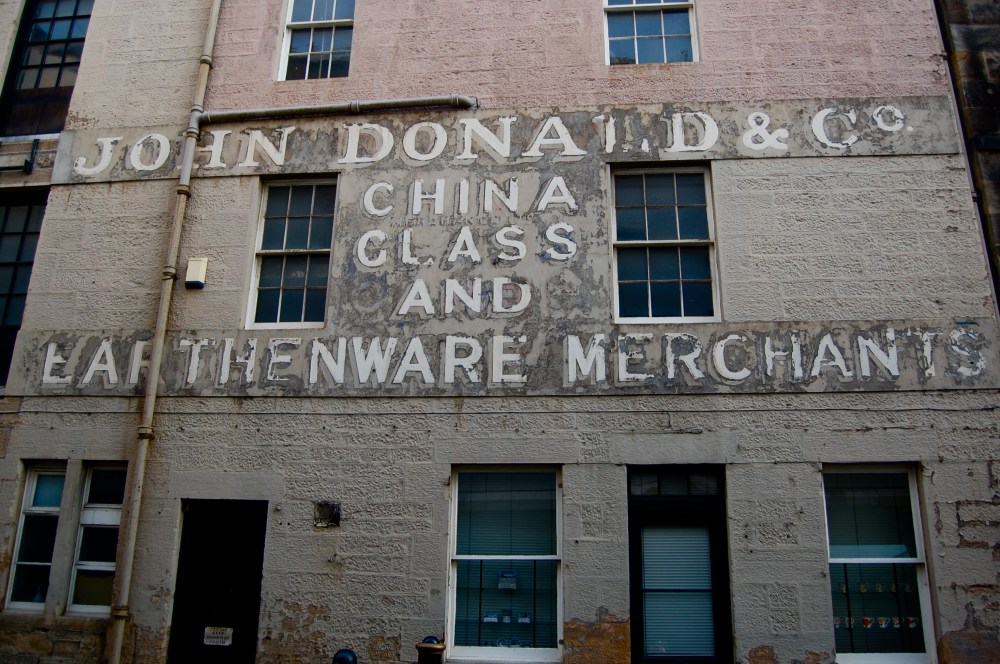 JOHN DONALD & Co.
CHINA
GLASS
AND
EARTHENWARE MERCHANTS